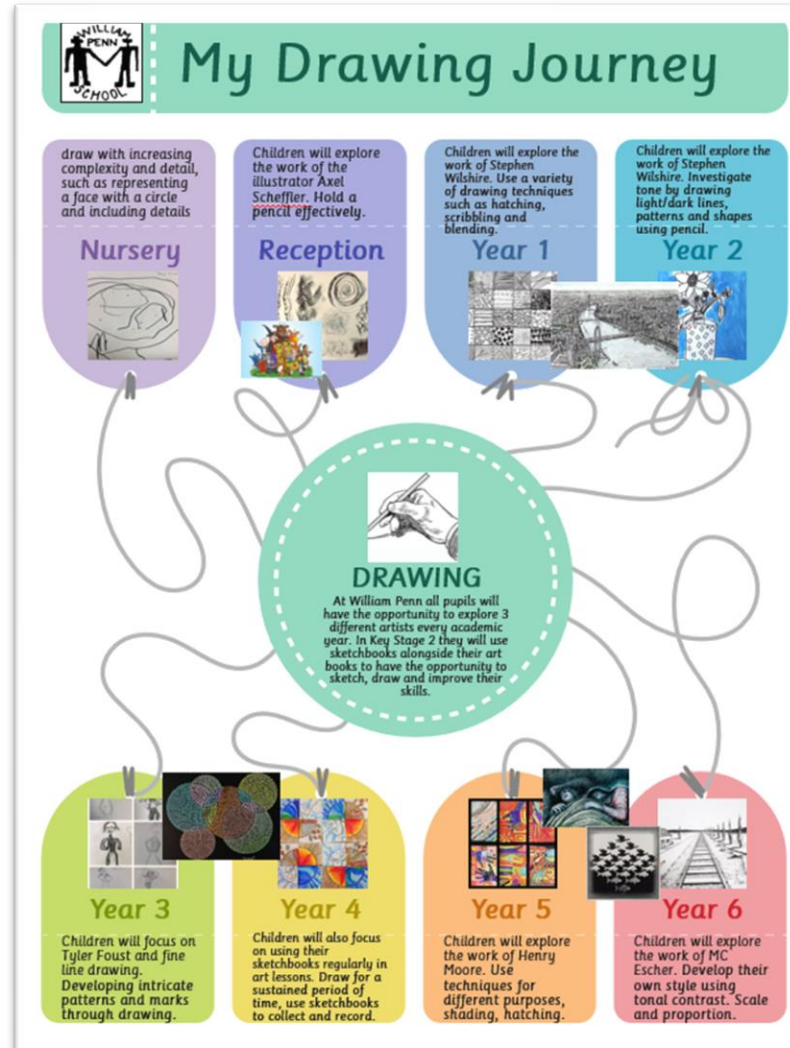 WILLIAM
PENN
SCHOOL
My Drawing Journey
draw with increasing
complexity and detail,
such as representing
a face with a circle
and including details
Nursery
Children will explore
the work of the
illustrator Axel
Scheffler. Hold a
pencil effectively.
Reception
Children will explore the
work of Stephen
Wilshire. Use a variety
of drawing techniques
such as hatching,
scribbling and
blending.
Year 1
Children will explore the
work of Stephen
Wilshire. Investigate
tone by drawing
light/dark lines,
patterns and shapes
using pencil.
Year 2
DRAWING
At William Penn all pupils will
have the opportunity to explore 3
different artists every academic
year. In Key Stage 2 they will use
sketchbooks alongside their art
books to have the opportunity to
sketch, draw and improve their
skills.
Year 3
Children will focus on
Tyler Foust and fine
line drawing.
Developing intricate
patterns and marks
through drawing.
Year 4
Children will also focus
on using their
sketchbooks regularly in
art lessons. Draw for a
sustained period of
time, use sketchbooks
to collect and record.
Year 5
Children will explore
the work of Henry
Moore. Use
techniques for
different purposes,
shading, hatching.
Year 6
Children will explore
the work of MC
Escher. Develop their
own style using
tonal contrast. Scale
and proportion.